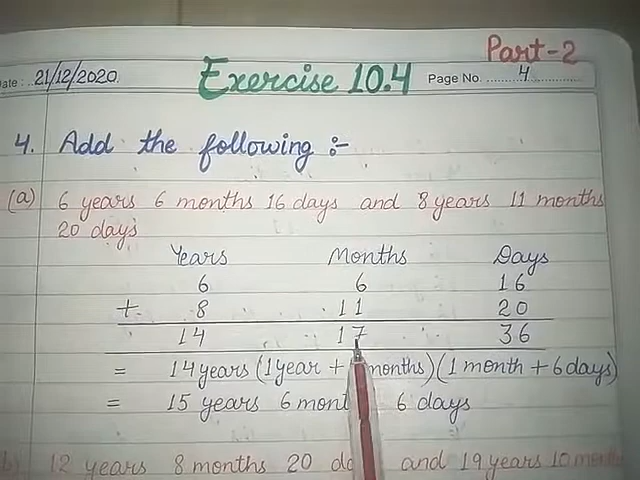 Part-2
Date : 21/12/2020 Exercise 10.4 Page No. 4
4. Add the following :-
(a) 6 years 6 months 16 days and 8 years 11 months
20 days
Years Months Days
6 6 16
+ 8 11 20
14 17 36
= 14 years (1 year + months) (1 month + 6 days)
= 15 years 6 mont 6 days
b) 12 years 8 months 20 da and 19 years 10 months